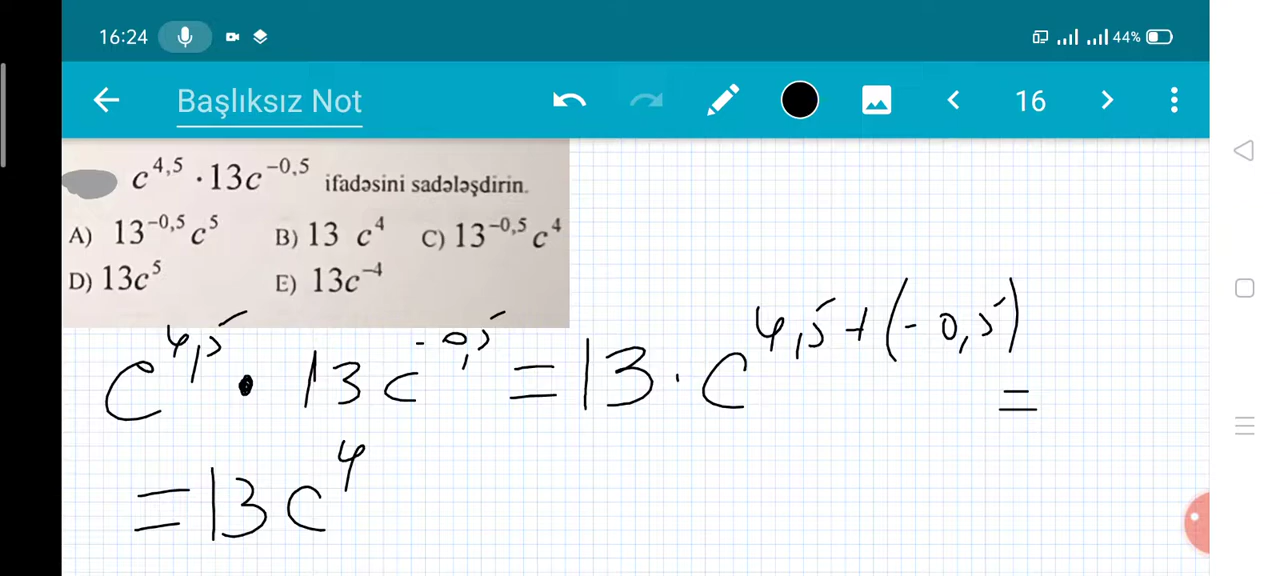 16:24 44%
Başlıksız Not 16
c^4,5 · 13c^−0,5 ifadəsini sadələşdirin.
A) 13^−0,5 c^5 B) 13 c^4 C) 13^−0,5 c^4
D) 13c^5 E) 13c^−4
c^4,5 · 13c^-0,5 = 13 · c^4,5+(-0,5) =
= 13c^4